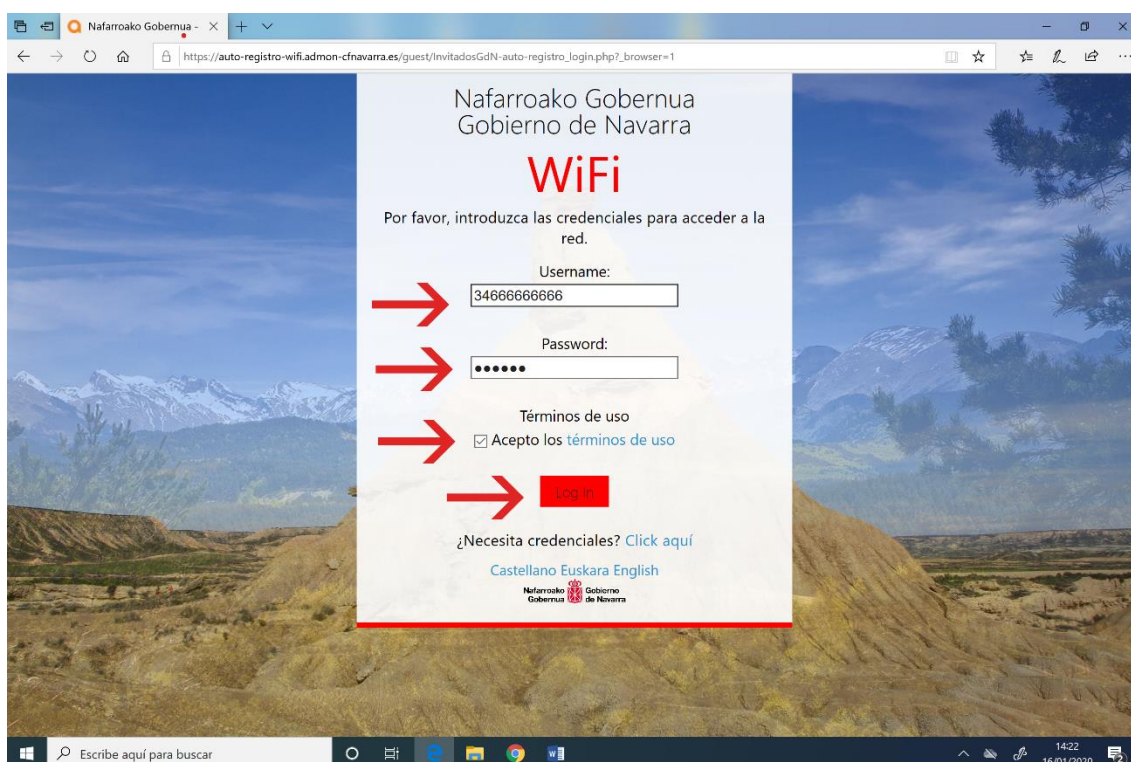 Nafarroako Gobernua -
https://auto-registro-wifi.admon-cfnavarra.es/guest/InvitadosGdN-auto-registro_login.php?_browser=1
Nafarroako Gobernua
Gobierno de Navarra
WiFi
Por favor, introduzca las credenciales para acceder a la
red.
Username:
34666666666
Password:
Términos de uso
Acepto los términos de uso
Log In
¿Necesita credenciales? Click aquí
Castellano Euskara English
Nafarroako Gobierno
Gobernua de Navarra
Escribe aquí para buscar
14:22
16/01/2020